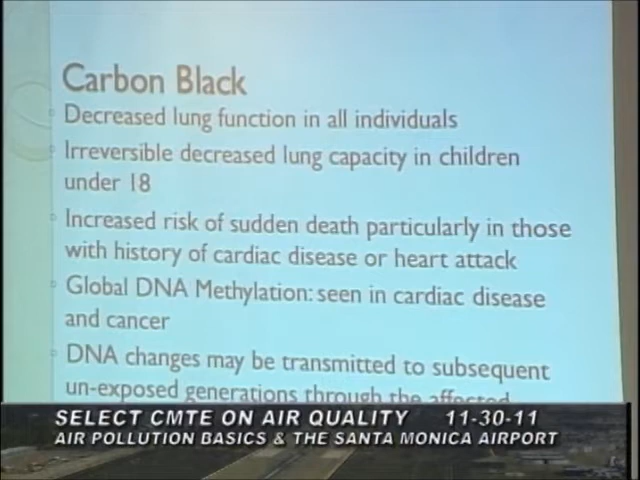 Carbon Black
Decreased lung function in all individuals
Irreversible decreased lung capacity in children
under 18
Increased risk of sudden death particularly in those
with history of cardiac disease or heart attack
Global DNA Methylation: seen in cardiac disease
and cancer
DNA changes may be transmitted to subsequent
un-exposed generations through the affected
SELECT CMTE ON AIR QUALITY 11-30-11
AIR POLLUTION BASICS & THE SANTA MONICA AIRPORT